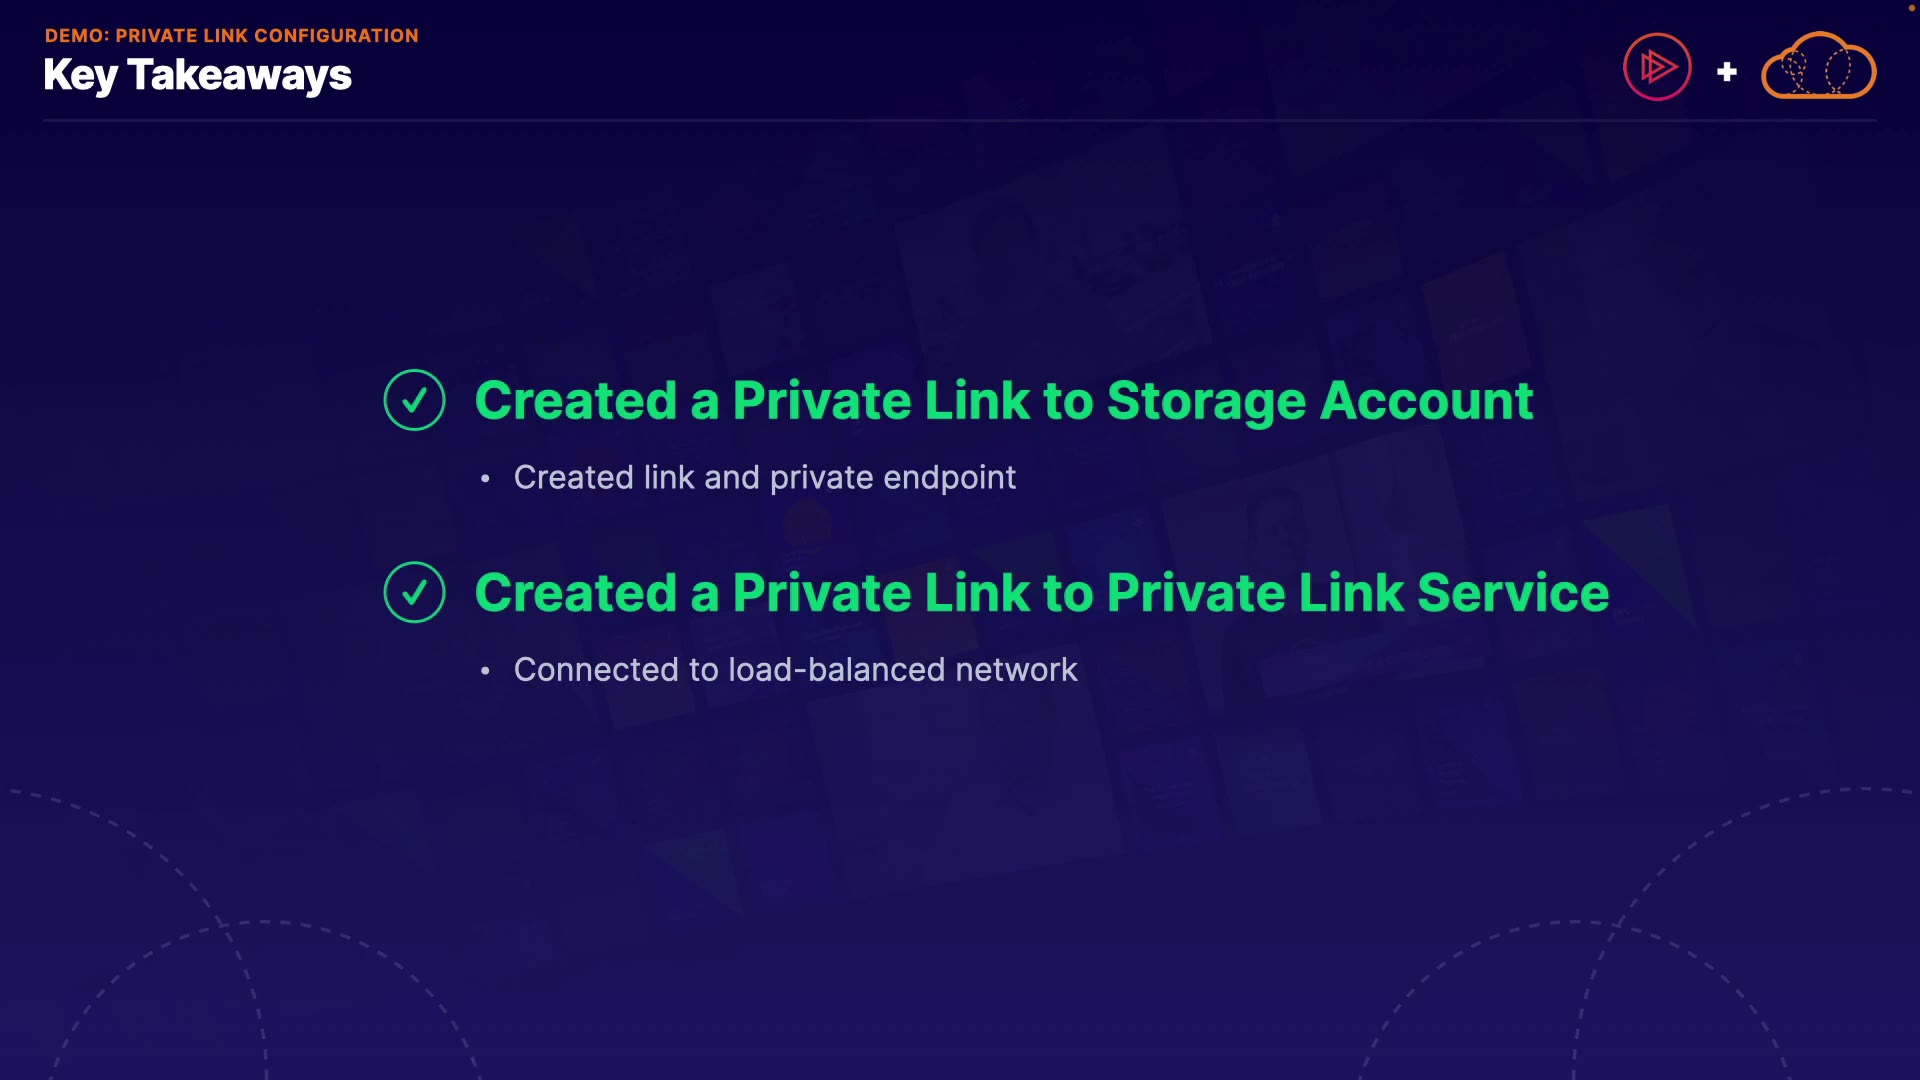 DEMO: PRIVATE LINK CONFIGURATION
Key Takeaways
+
Created a Private Link to Storage Account
• Created link and private endpoint
Created a Private Link to Private Link Service
• Connected to load-balanced network